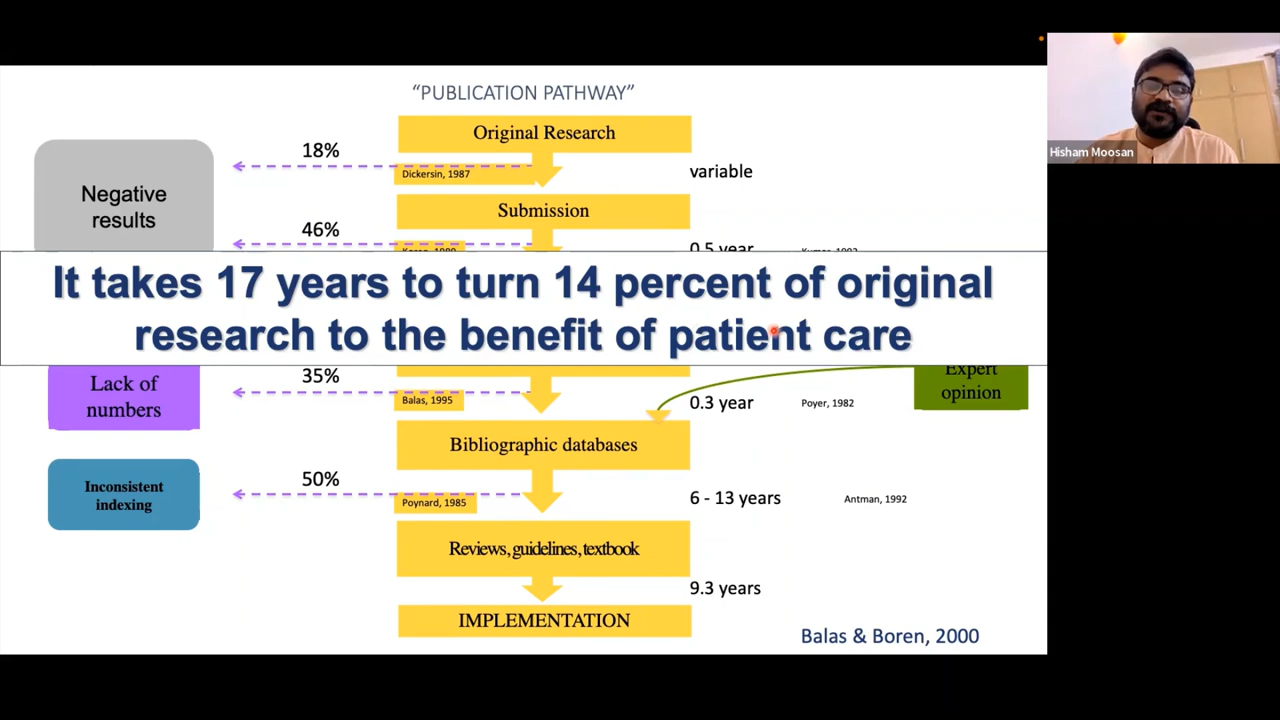 “PUBLICATION PATHWAY”
Original Research
18%
Dickersin, 1987
variable
Negative
results
Submission
46%
0.5 year
It takes 17 years to turn 14 percent of original
research to the benefit of patient care
Expert
opinion
Lack of
numbers
35%
Balas, 1995
0.3 year
Poyer, 1982
Bibliographic databases
Inconsistent
indexing
50%
Poynard, 1985
6 - 13 years
Antman, 1992
Reviews, guidelines, textbook
9.3 years
IMPLEMENTATION
Balas & Boren, 2000
Hisham Moosan